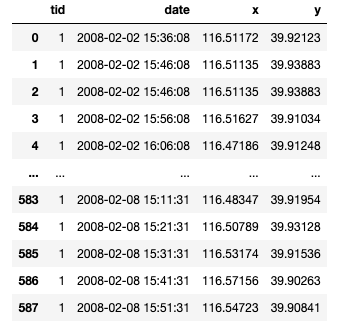 tid date x y
0 1 2008-02-02 15:36:08 116.51172 39.92123
1 1 2008-02-02 15:46:08 116.51135 39.93883
2 1 2008-02-02 15:46:08 116.51135 39.93883
3 1 2008-02-02 15:56:08 116.51627 39.91034
4 1 2008-02-02 16:06:08 116.47186 39.91248
... ... ... ... ...
583 1 2008-02-08 15:11:31 116.48347 39.91954
584 1 2008-02-08 15:21:31 116.50789 39.93128
585 1 2008-02-08 15:31:31 116.53174 39.91536
586 1 2008-02-08 15:41:31 116.57156 39.90263
587 1 2008-02-08 15:51:31 116.54723 39.90841